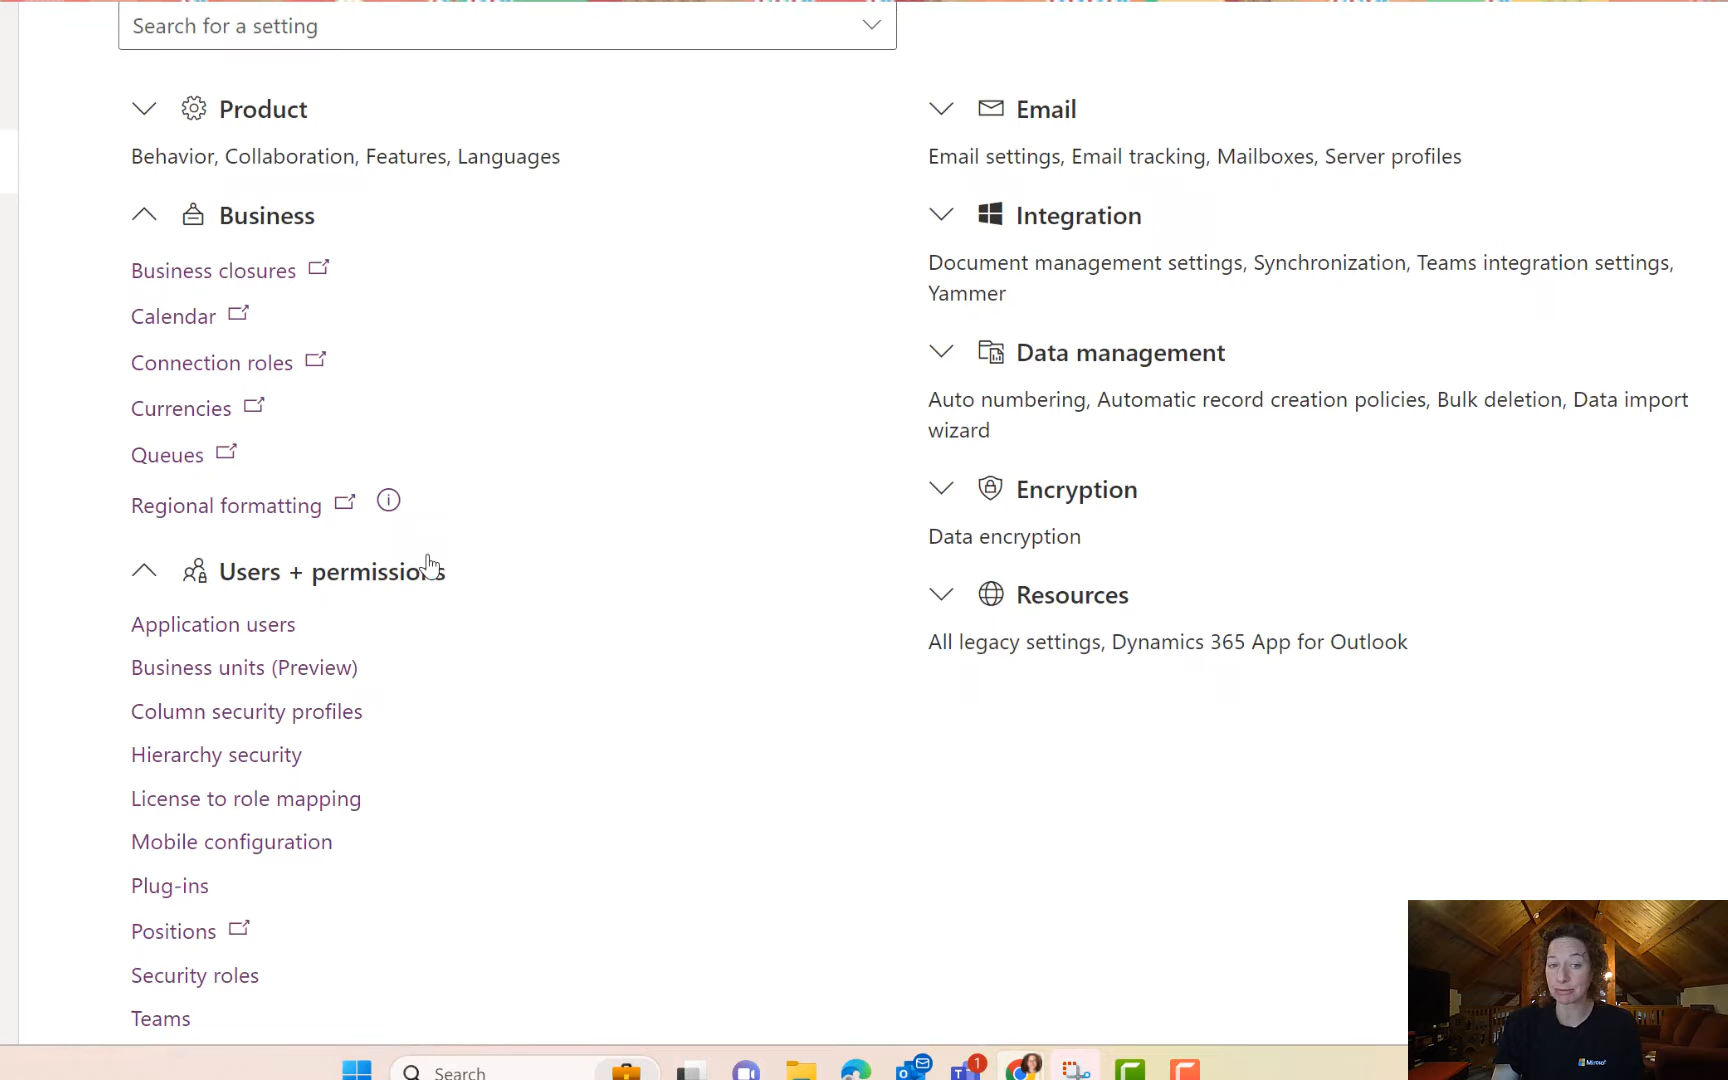 Search for a setting
Product
Behavior, Collaboration, Features, Languages
Business
Business closures
Calendar
Connection roles
Currencies
Queues
Regional formatting
Users + permissions
Application users
Business units (Preview)
Column security profiles
Hierarchy security
License to role mapping
Mobile configuration
Plug-ins
Positions
Security roles
Teams
Email
Email settings, Email tracking, Mailboxes, Server profiles
Integration
Document management settings, Synchronization, Teams integration settings,
Yammer
Data management
Auto numbering, Automatic record creation policies, Bulk deletion, Data import
wizard
Encryption
Data encryption
Resources
All legacy settings, Dynamics 365 App for Outlook
Microsoft
Search
1